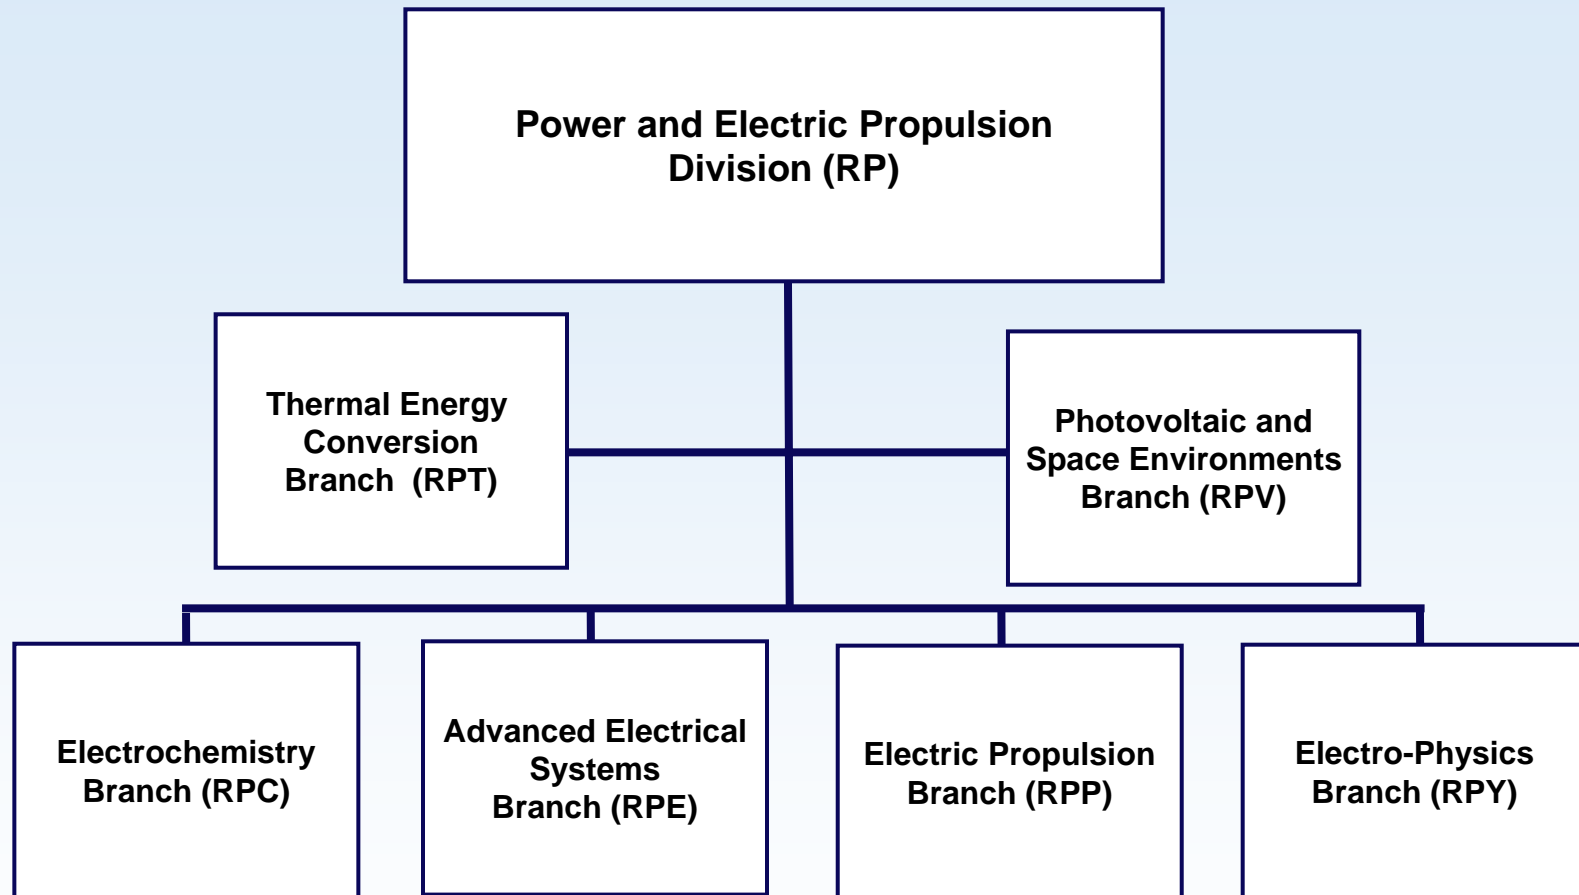 Power and Electric Propulsion
Division (RP)
Thermal Energy
Conversion
Branch  (RPT)
Photovoltaic and
Space Environments
Branch (RPV)
Electrochemistry
Branch (RPC)
Advanced Electrical
Systems
Branch (RPE)
Electric Propulsion
Branch (RPP)
Electro-Physics
Branch (RPY)